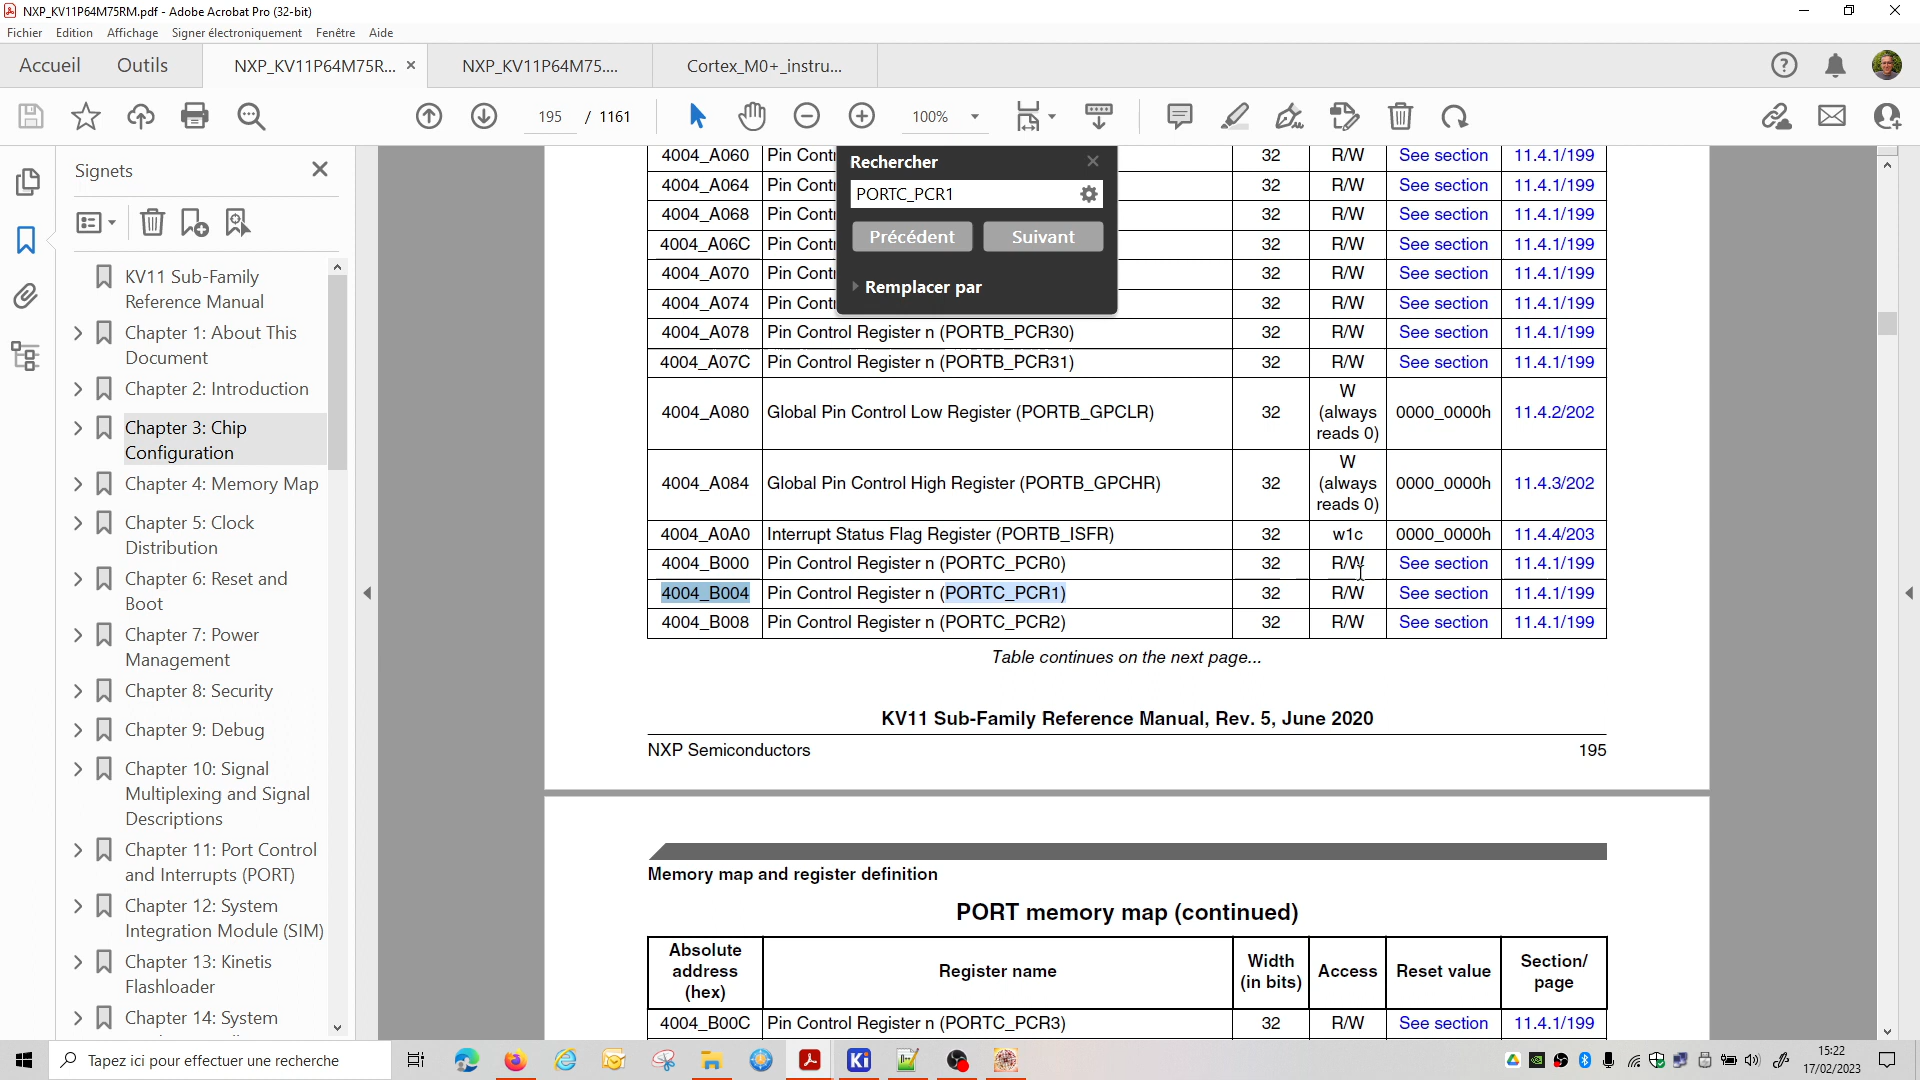 NXP_KV11P64M75RM.pdf - Adobe Acrobat Pro (32-bit)
Fichier Edition Affichage Signer électroniquement Fenêtre Aide
Accueil Outils NXP_KV11P64M75R... × NXP_KV11P64M75.... Cortex_M0+_instru...
195 / 1161 100%
Signets
KV11 Sub-Family
Reference Manual
Chapter 1: About This
Document
Chapter 2: Introduction
Chapter 3: Chip
Configuration
Chapter 4: Memory Map
Chapter 5: Clock
Distribution
Chapter 6: Reset and
Boot
Chapter 7: Power
Management
Chapter 8: Security
Chapter 9: Debug
Chapter 10: Signal
Multiplexing and Signal
Descriptions
Chapter 11: Port Control
and Interrupts (PORT)
Chapter 12: System
Integration Module (SIM)
Chapter 13: Kinetis
Flashloader
Chapter 14: System
Rechercher
PORTC_PCR1
Précédent Suivant
Remplacer par
4004_A060 Pin Contr 32 R/W See section 11.4.1/199
4004_A064 Pin Contr 32 R/W See section 11.4.1/199
4004_A068 Pin Contr 32 R/W See section 11.4.1/199
4004_A06C Pin Contr 32 R/W See section 11.4.1/199
4004_A070 Pin Contr 32 R/W See section 11.4.1/199
4004_A074 Pin Contr 32 R/W See section 11.4.1/199
4004_A078 Pin Control Register n (PORTB_PCR30) 32 R/W See section 11.4.1/199
4004_A07C Pin Control Register n (PORTB_PCR31) 32 R/W See section 11.4.1/199
4004_A080 Global Pin Control Low Register (PORTB_GPCLR) 32 W (always reads 0) 0000_0000h 11.4.2/202
4004_A084 Global Pin Control High Register (PORTB_GPCHR) 32 W (always reads 0) 0000_0000h 11.4.3/202
4004_A0A0 Interrupt Status Flag Register (PORTB_ISFR) 32 w1c 0000_0000h 11.4.4/203
4004_B000 Pin Control Register n (PORTC_PCR0) 32 R/W See section 11.4.1/199
4004_B004 Pin Control Register n (PORTC_PCR1) 32 R/W See section 11.4.1/199
4004_B008 Pin Control Register n (PORTC_PCR2) 32 R/W See section 11.4.1/199
Table continues on the next page...
KV11 Sub-Family Reference Manual, Rev. 5, June 2020
NXP Semiconductors 195
Memory map and register definition
PORT memory map (continued)
Absolute address (hex) Register name Width (in bits) Access Reset value Section/ page
4004_B00C Pin Control Register n (PORTC_PCR3) 32 R/W See section 11.4.1/199
Tapez ici pour effectuer une recherche
Ki
15:22
17/02/2023